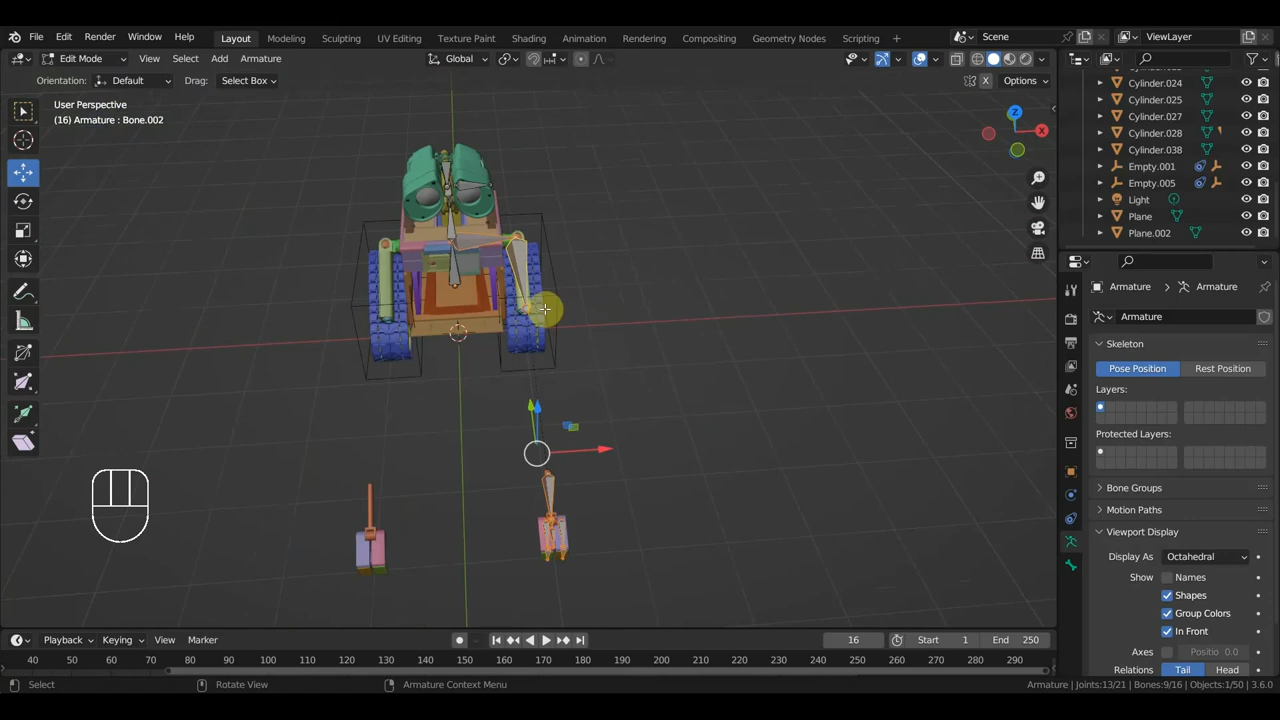 File Edit Render Window Help Layout Modeling Sculpting UV Editing Texture Paint Shading Animation Rendering Compositing Geometry Nodes Scripting + Scene ViewLayer
Edit Mode View Select Add Armature Global
Orientation: Default Drag: Select Box X Options
User Perspective
(16) Armature : Bone.002
Z
X
Cylinder.024
Cylinder.025
Cylinder.027
Cylinder.028
Cylinder.038
Empty.001
Empty.005
Light
Plane
Plane.002
Armature Armature
Armature
Skeleton
Pose Position Rest Position
Layers:
Protected Layers:
Bone Groups
Motion Paths
Viewport Display
Display As Octahedral
Show Names
Shapes
Group Colors
In Front
Axes Positio 0.0
Relations Tail Head
Playback Keying View Marker 16 Start 1 End 250
40 50 60 70 80 90 100 110 120 130 140 150 160 170 180 190 200 210 220 230 240 250 260 270 280 290
Select Rotate View Armature Context Menu Armature | Joints:13/21 | Bones:9/16 | Objects:1/50 | 3.6.0